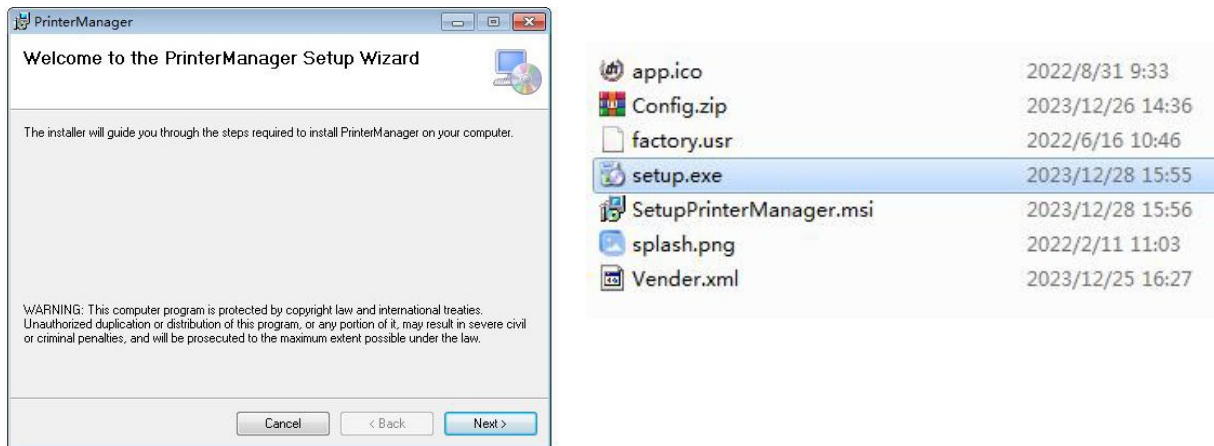 PrinterManager
Welcome to the PrinterManager Setup Wizard
The installer will guide you through the steps required to install PrinterManager on your computer.
WARNING: This computer program is protected by copyright law and international treaties.
Unauthorized duplication or distribution of this program, or any portion of it, may result in severe civil
or criminal penalties, and will be prosecuted to the maximum extent possible under the law.
Cancel < Back Next >
app.ico 2022/8/31 9:33
Config.zip 2023/12/26 14:36
factory.usr 2022/6/16 10:46
setup.exe 2023/12/28 15:55
SetupPrinterManager.msi 2023/12/28 15:56
splash.png 2022/2/11 11:03
Vender.xml 2023/12/25 16:27